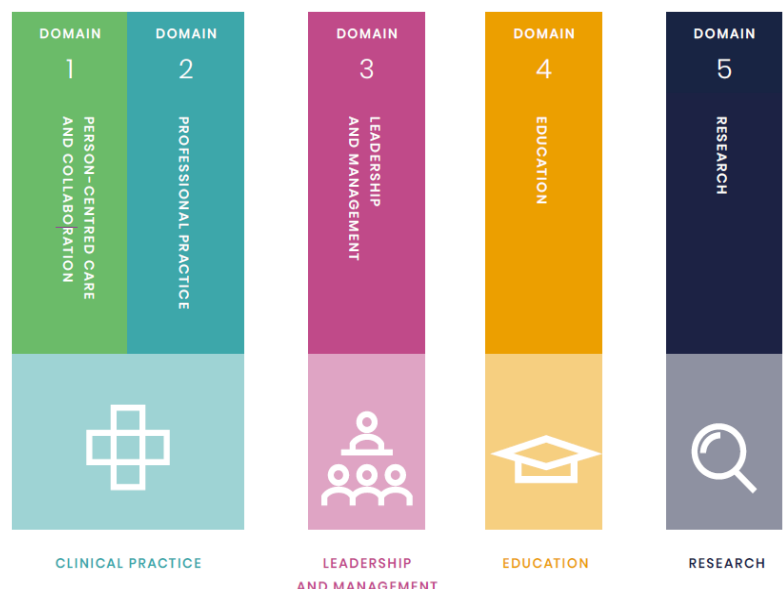 DOMAIN
1
PERSON-CENTRED CARE
AND COLLABORATION
DOMAIN
2
PROFESSIONAL PRACTICE
DOMAIN
3
LEADERSHIP
AND MANAGEMENT
DOMAIN
4
EDUCATION
DOMAIN
5
RESEARCH
CLINICAL PRACTICE
LEADERSHIP
AND MANAGEMENT
EDUCATION
RESEARCH